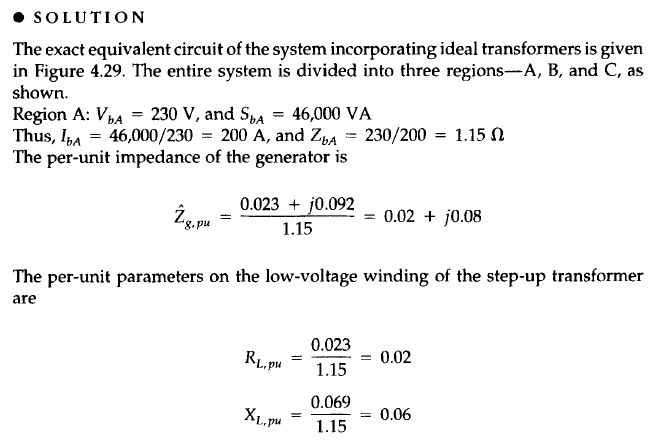 ● SOLUTION
The exact equivalent circuit of the system incorporating ideal transformers is given
in Figure 4.29. The entire system is divided into three regions—A, B, and C, as
shown.
Region A: V_bA = 230 V, and S_bA = 46,000 VA
Thus, I_bA = 46,000/230 = 200 A, and Z_bA = 230/200 = 1.15 Ω
The per-unit impedance of the generator is
Ẑ_g,pu = (0.023 + j0.092)/1.15 = 0.02 + j0.08
The per-unit parameters on the low-voltage winding of the step-up transformer
are
R_L,pu = 0.023/1.15 = 0.02
X_L,pu = 0.069/1.15 = 0.06